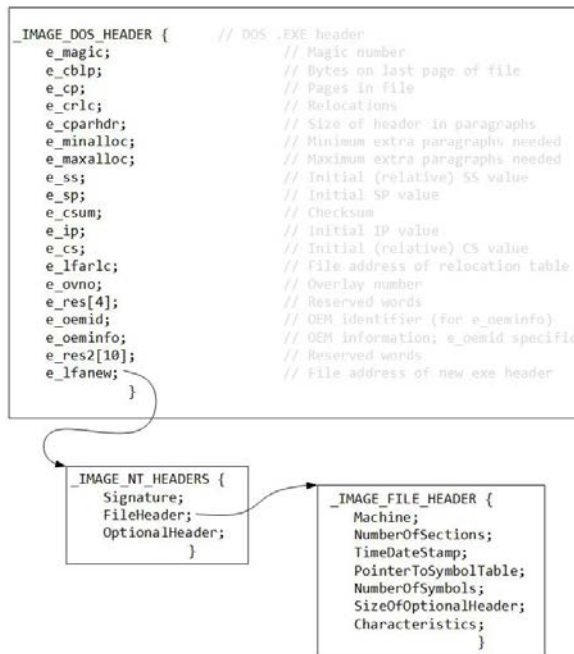 _IMAGE_DOS_HEADER { // DOS .EXE header
e_magic; // Magic number
e_cblp; // Bytes on last page of file
e_cp; // Pages in file
e_crlc; // Relocations
e_cparhdr; // Size of header in paragraphs
e_minalloc; // Minimum extra paragraphs needed
e_maxalloc; // Maximum extra paragraphs needed
e_ss; // Initial (relative) SS value
e_sp; // Initial SP value
e_csum; // Checksum
e_ip; // Initial IP value
e_cs; // Initial (relative) CS value
e_lfarlc; // File address of relocation table
e_ovno; // Overlay number
e_res[4]; // Reserved words
e_oemid; // OEM identifier (for e_oeminfo)
e_oeminfo; // OEM information; e_oemid specific
e_res2[10]; // Reserved words
e_lfanew; // File address of new exe header
}
_IMAGE_NT_HEADERS {
Signature;
FileHeader;
OptionalHeader;
}
_IMAGE_FILE_HEADER {
Machine;
NumberOfSections;
TimeDateStamp;
PointerToSymbolTable;
NumberOfSymbols;
SizeOfOptionalHeader;
Characteristics;
}